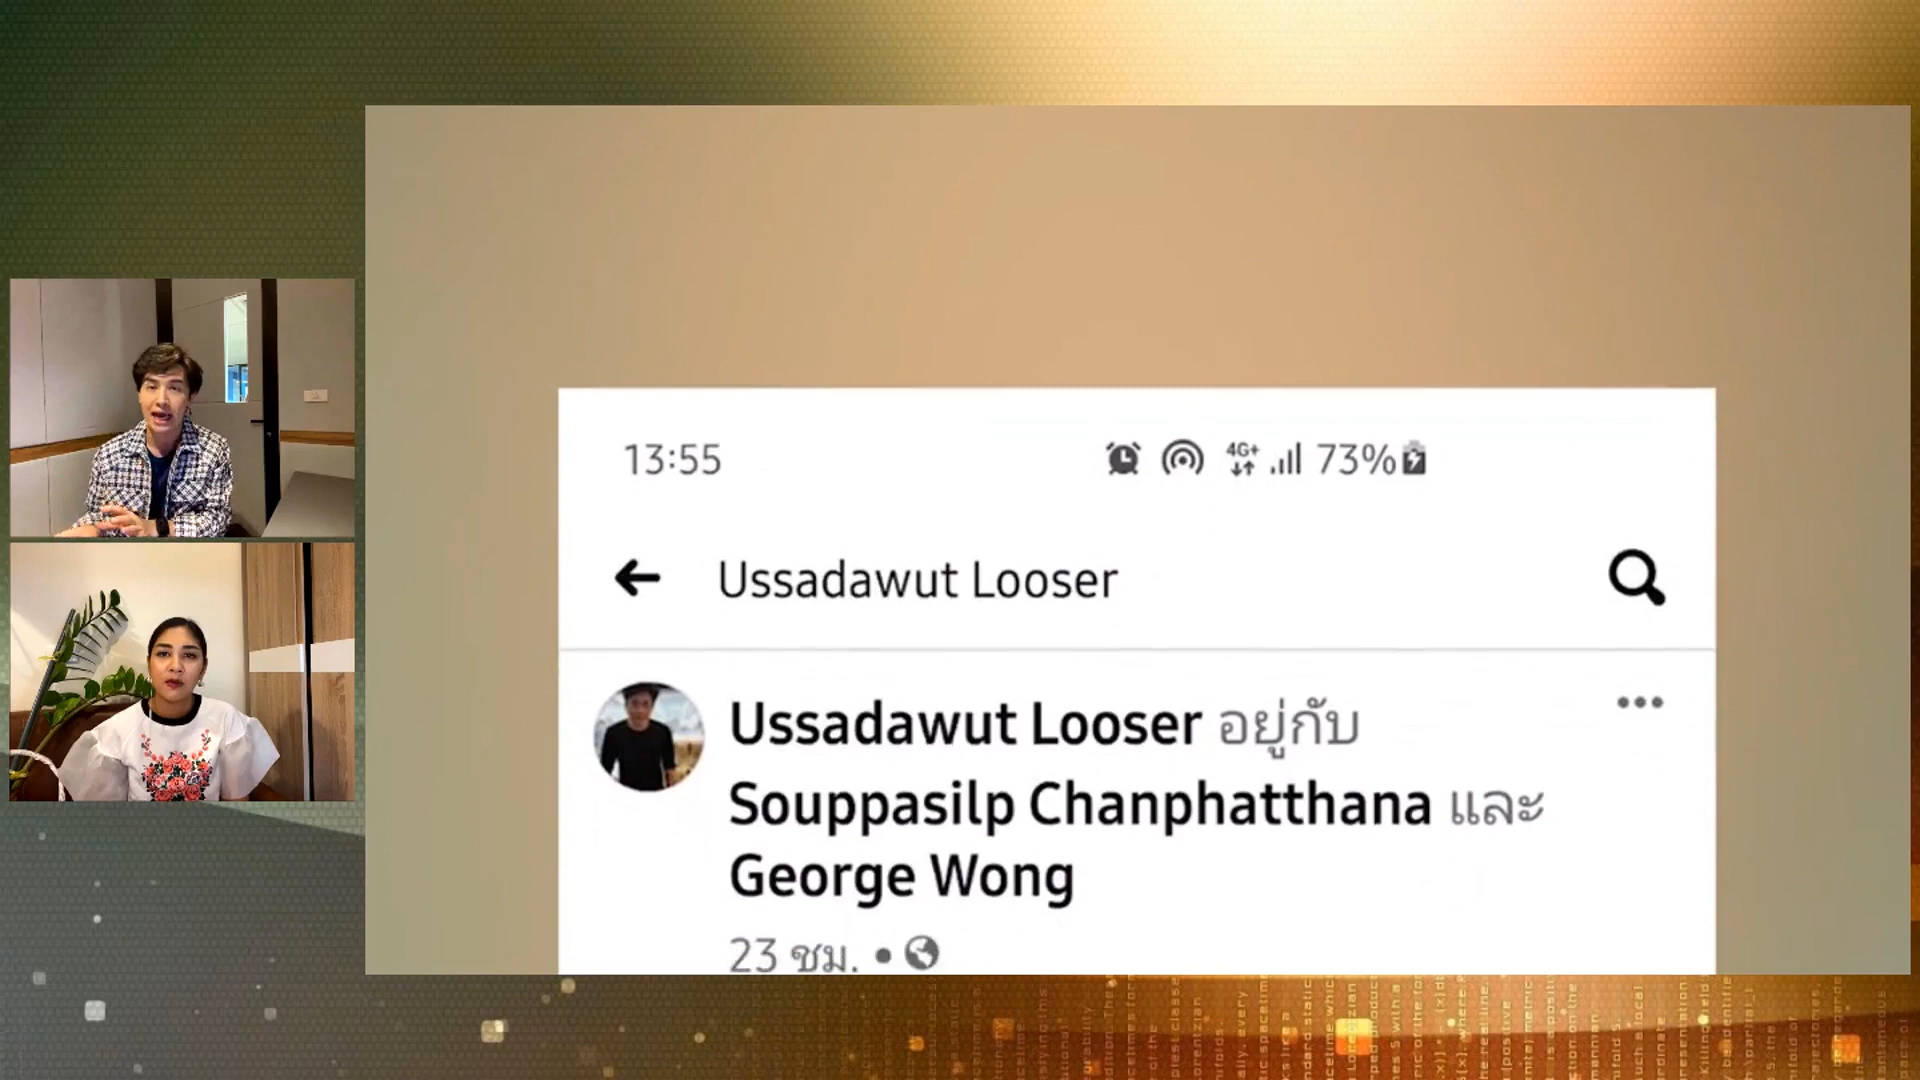 13:55 4G+ 73%
Ussadawut Looser
Ussadawut Looser อยู่กับ
Souppasilp Chanphatthana และ
George Wong
23 ชม.